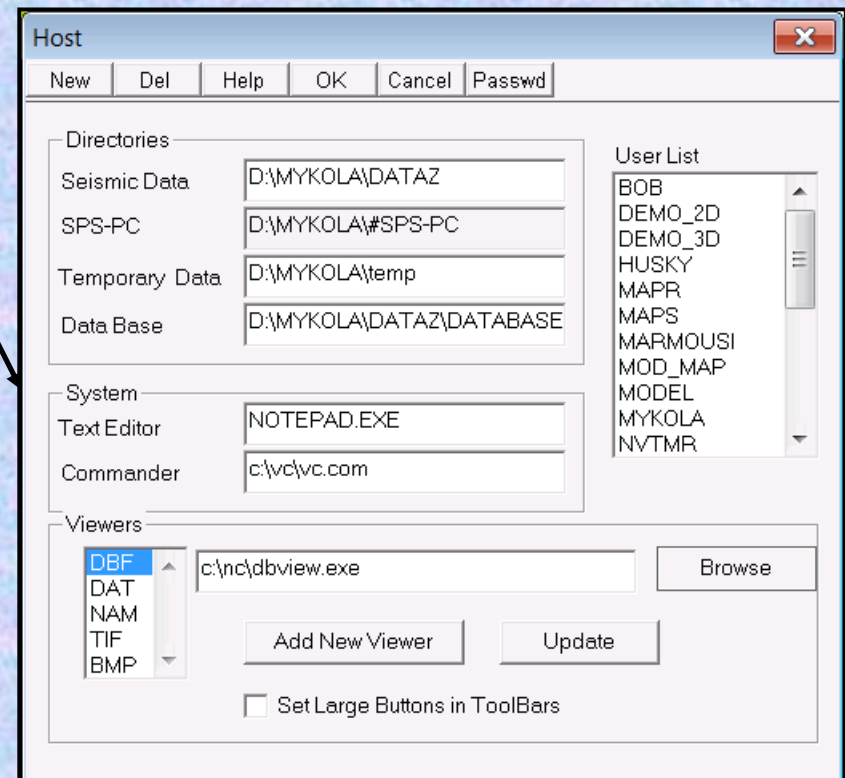 Host
New Del Help OK Cancel Passwd
Directories
Seismic Data D:\MYKOLA\DATAZ
SPS-PC D:\MYKOLA\#SPS-PC
Temporary Data D:\MYKOLA\temp
Data Base D:\MYKOLA\DATAZ\DATABASE
User List
BOB
DEMO_2D
DEMO_3D
HUSKY
MAPR
MAPS
MARMOUSI
MOD_MAP
MODEL
MYKOLA
NVTMR
System
Text Editor NOTEPAD.EXE
Commander c:\vc\vc.com
Viewers
DBF
DAT
NAM
TIF
BMP
c:\nc\dbview.exe Browse
Add New Viewer Update
Set Large Buttons in ToolBars